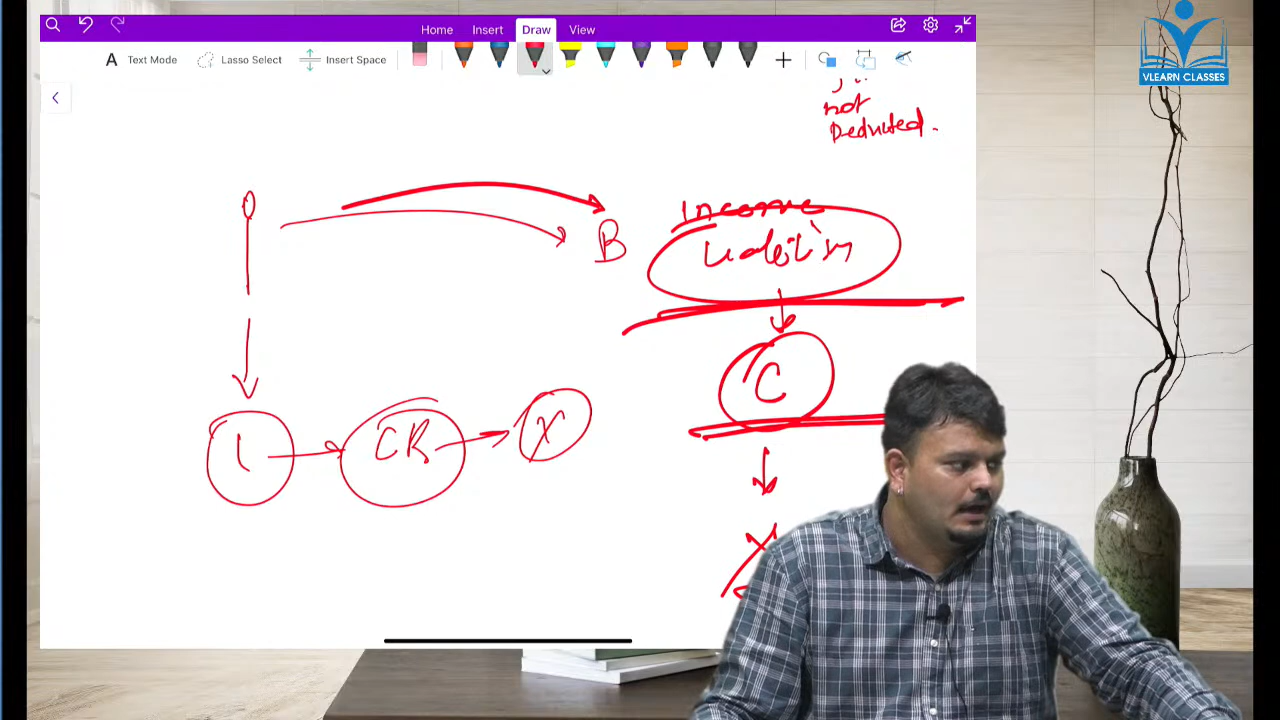 Home Insert Draw View
VLEARN CLASSES
A Text Mode Lasso Select Insert Space
not
Deducted.
Income
B
C
L
CR
X